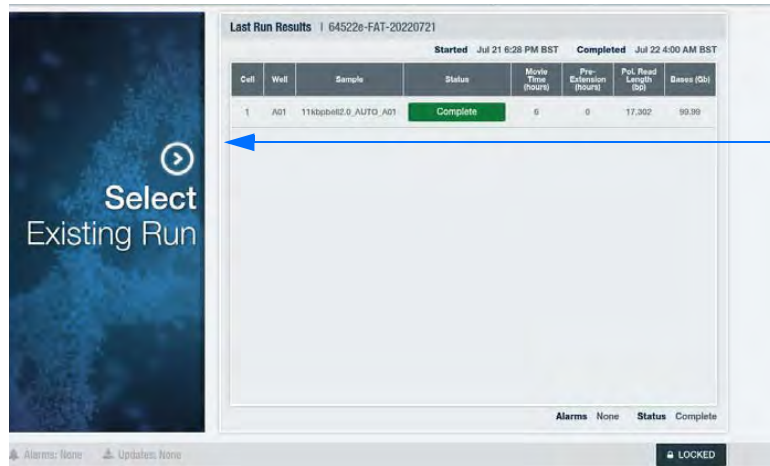 Last Run Results | 64522e-FAT-20220721
Started Jul 21 6:28 PM BST Completed Jul 22 4:00 AM BST
Cell Well Sample Status Movie Time (hours) Pre-Extension (hours) Pol. Read Length (bp) Bases (Gb)
1 A01 11kbpbell2.0_AUTO_A01 Complete 6 0 17,302 99.99
Select
Existing Run
Alarms None Status Complete
Alarms: None Updates: None LOCKED